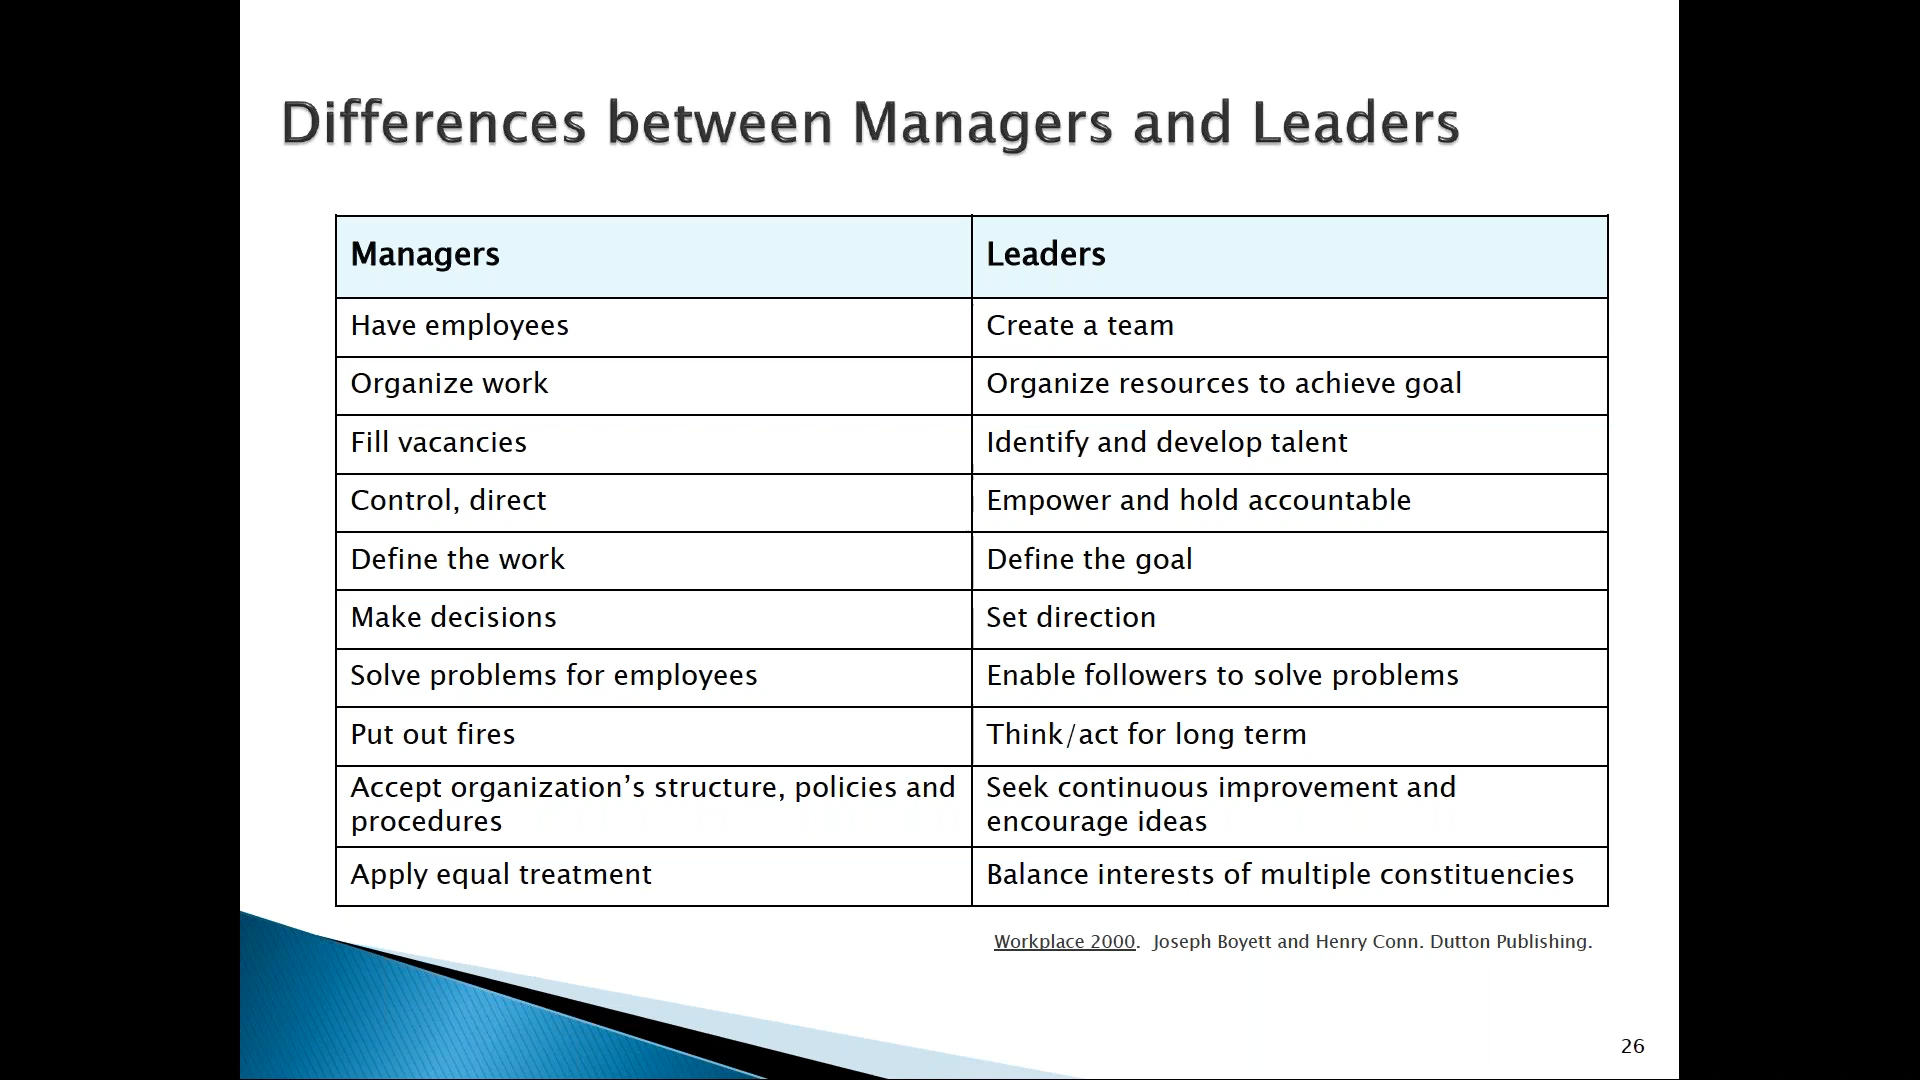 Differences between Managers and Leaders
Managers
Leaders
Have employees
Create a team
Organize work
Organize resources to achieve goal
Fill vacancies
Identify and develop talent
Control, direct
Empower and hold accountable
Define the work
Define the goal
Make decisions
Set direction
Solve problems for employees
Enable followers to solve problems
Put out fires
Think/act for long term
Accept organization’s structure, policies and
procedures
Seek continuous improvement and
encourage ideas
Apply equal treatment
Balance interests of multiple constituencies
Workplace 2000.  Joseph Boyett and Henry Conn. Dutton Publishing.
26